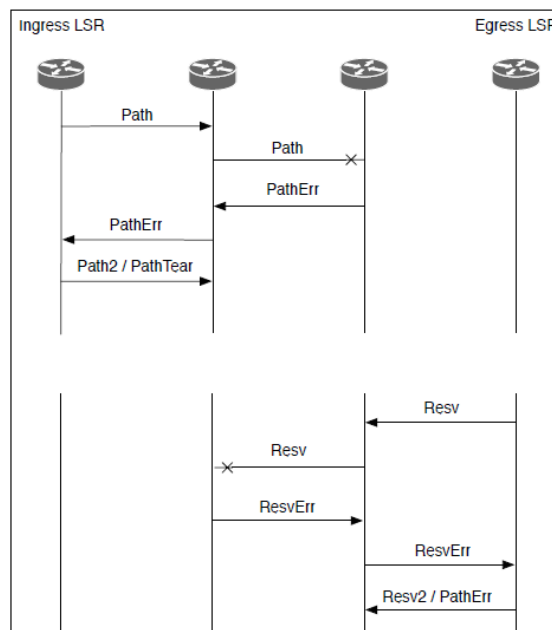 Ingress LSR
Egress LSR
Path
Path
PathErr
PathErr
Path2 / PathTear
Resv
Resv
ResvErr
ResvErr
Resv2 / PathErr